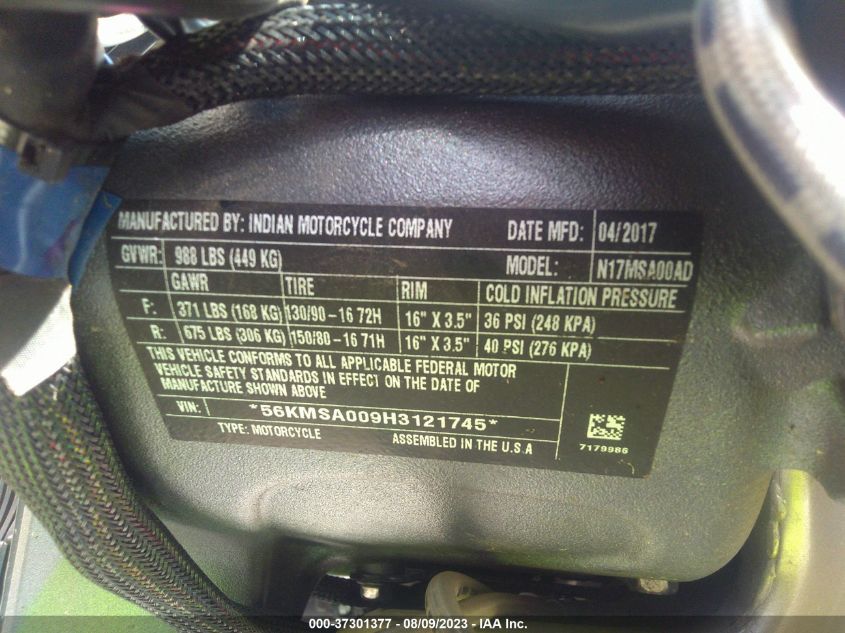 MANUFACTURED BY: INDIAN MOTORCYCLE COMPANY DATE MFD: 04/2017
GVWR: 988 LBS (449 KG) MODEL: N17MSA00AD
GAWR TIRE RIM COLD INFLATION PRESSURE
F: 371 LBS (168 KG) 130/90-16 72H 16" X 3.5" 36 PSI (248 KPA)
R: 675 LBS (306 KG) 150/80-16 71H 16" X 3.5" 40 PSI (276 KPA)
THIS VEHICLE CONFORMS TO ALL APPLICABLE FEDERAL MOTOR
VEHICLE SAFETY STANDARDS IN EFFECT ON THE DATE OF
MANUFACTURE SHOWN ABOVE
VIN: *56KMSA009H3121745*
TYPE: MOTORCYCLE ASSEMBLED IN THE U.S.A
7179986
000-37301377 - 08/09/2023 - IAA Inc.